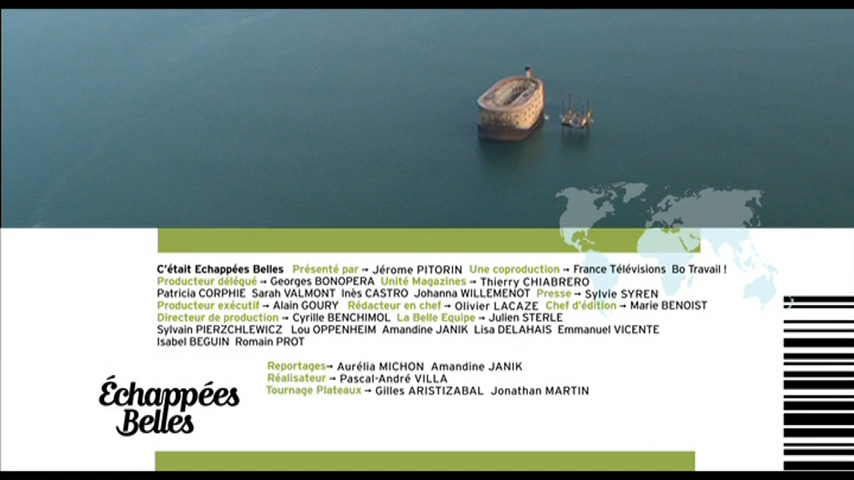 C'était Echappées Belles Présenté par → Jérome PITORIN Une coproduction → France Télévisions Bo Travail !
Producteur délégué → Georges BONOPERA Unité Magazines → Thierry CHIABRERO
Patricia CORPHIE Sarah VALMONT Inès CASTRO Johanna WILLEMENOT Presse → Sylvie SYREN
Producteur exécutif → Alain GOURY Rédacteur en chef → Olivier LACAZE Chef d'édition → Marie BENOIST
Directeur de production → Cyrille BENCHIMOL La Belle Equipe → Julien STERLE
Sylvain PIERZCHLEWICZ Lou OPPENHEIM Amandine JANIK Lisa DELAHAIS Emmanuel VICENTE
Isabel BEGUIN Romain PROT
Reportages → Aurélia MICHON Amandine JANIK
Réalisateur → Pascal-André VILLA
Tournage Plateaux → Gilles ARISTIZABAL Jonathan MARTIN
Échappées
Belles